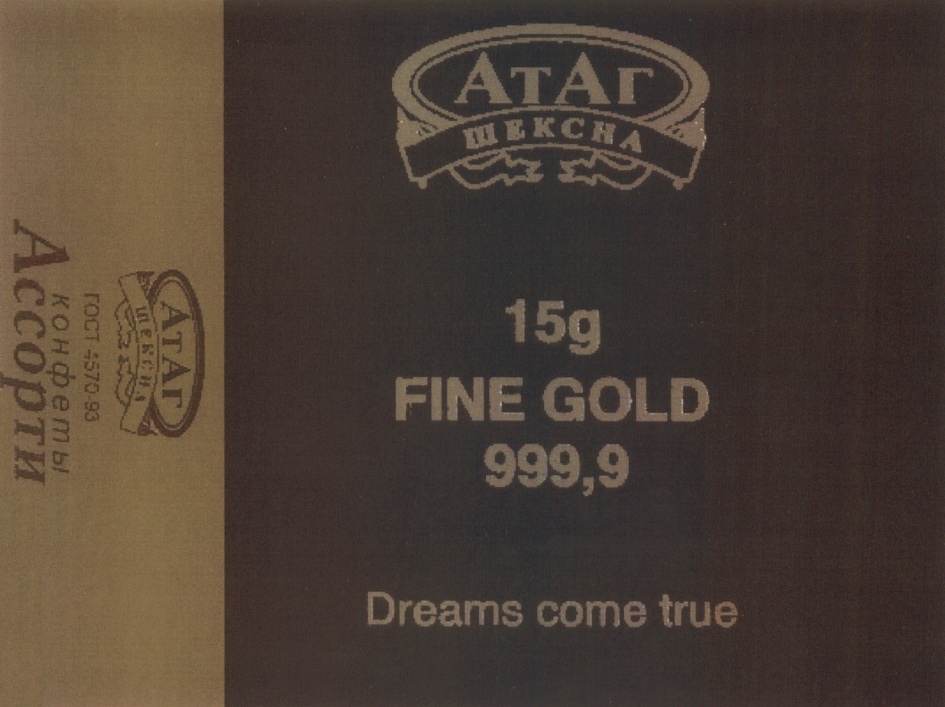 АтАг
ШЕКСНА
15g
FINE GOLD
999,9
Dreams come true
АтАг
ШЕКСНА
ГОСТ 4570-93
конфеты
Ассорти